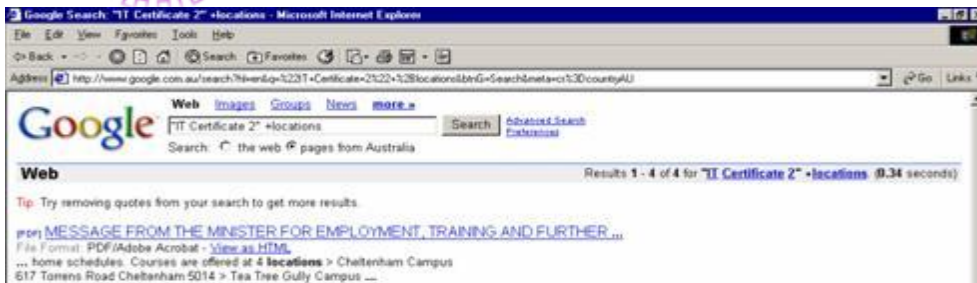 Google Search: "IT Certificate 2" +locations - Microsoft Internet Explorer
File Edit View Favorites Tools Help
Back Search Favorites
Address http://www.google.com.au/search?hl=en&q=%22IT+Certificate+2%22+%2Blocations&btnG=Search&meta=cr%3DcountryAU Go Links
Web Images Groups News more »
Google "IT Certificate 2" +locations Search Advanced Search
Preferences
Search: the web pages from Australia
Web Results 1 - 4 of 4 for "IT Certificate 2" +locations. (0.34 seconds)
Tip: Try removing quotes from your search to get more results.
[PDF] MESSAGE FROM THE MINISTER FOR EMPLOYMENT, TRAINING AND FURTHER ...
File Format: PDF/Adobe Acrobat - View as HTML
... home schedules. Courses are offered at 4 locations > Cheltenham Campus
617 Torrens Road Cheltenham 5014 > Tea Tree Gully Campus ...